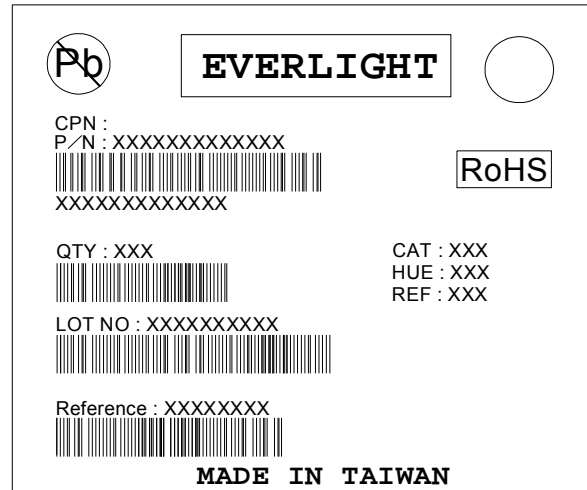 Pb
EVERLIGHT
CPN :
P/N : XXXXXXXXXXXXX
RoHS
XXXXXXXXXXXXX
QTY : XXX
CAT : XXX
HUE : XXX
REF : XXX
LOT NO : XXXXXXXXXX
Reference : XXXXXXXX
MADE IN TAIWAN